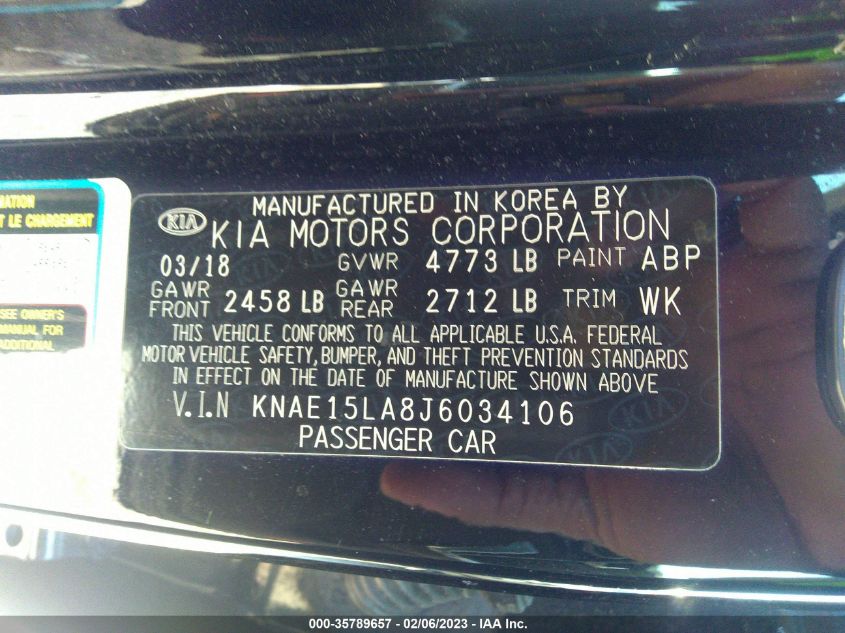 MANUFACTURED IN KOREA BY
KIA KIA MOTORS CORPORATION
03/18 GVWR 4773 LB PAINT ABP
GAWR FRONT 2458 LB GAWR REAR 2712 LB TRIM WK
THIS VEHICLE CONFORMS TO ALL APPLICABLE U.S.A. FEDERAL
MOTOR VEHICLE SAFETY, BUMPER, AND THEFT PREVENTION STANDARDS
IN EFFECT ON THE DATE OF MANUFACTURE SHOWN ABOVE
V.I.N KNAE15LA8J6034106
PASSENGER CAR
LE CHARGEMENT
SEE OWNER'S
MANUAL FOR
ADDITIONAL
000-35789657 - 02/06/2023 - IAA Inc.